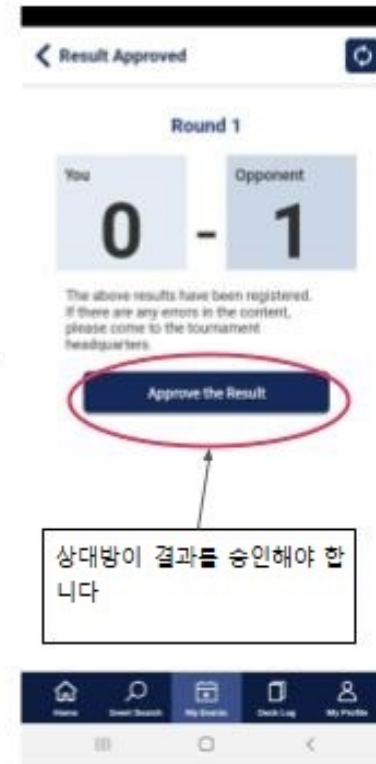 Result Approved
Round 1
You
Opponent
0 - 1
The above results have been registered.
If there are any errors in the content,
please come to the tournament
headquarters.
Approve the Result
상대방이 결과를 승인해야 합
니다
Home
Event Search
My Events
Deck Log
My Profile